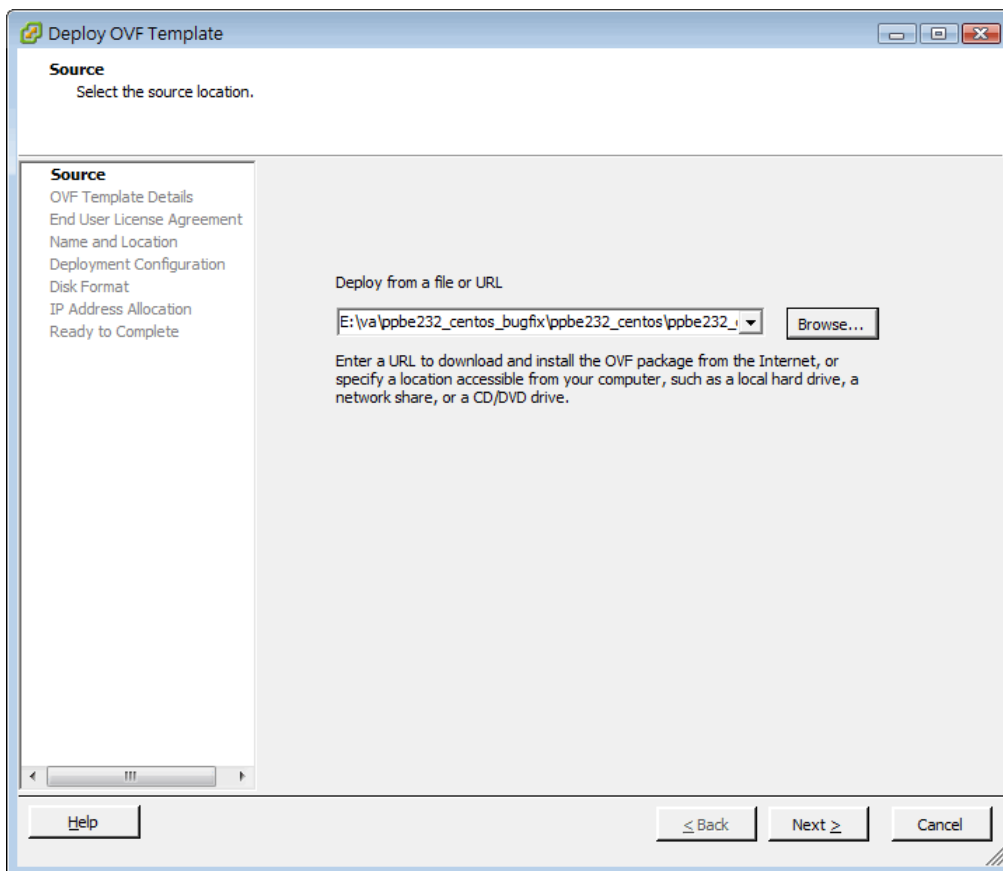 Deploy OVF Template
Source
Select the source location.
Source
OVF Template Details
End User License Agreement
Name and Location
Deployment Configuration
Disk Format
IP Address Allocation
Ready to Complete
Deploy from a file or URL
E:\va\ppbe232_centos_bugfix\ppbe232_centos\ppbe232_
Browse...
Enter a URL to download and install the OVF package from the Internet, or
specify a location accessible from your computer, such as a local hard drive, a
network share, or a CD/DVD drive.
Help
< Back
Next >
Cancel